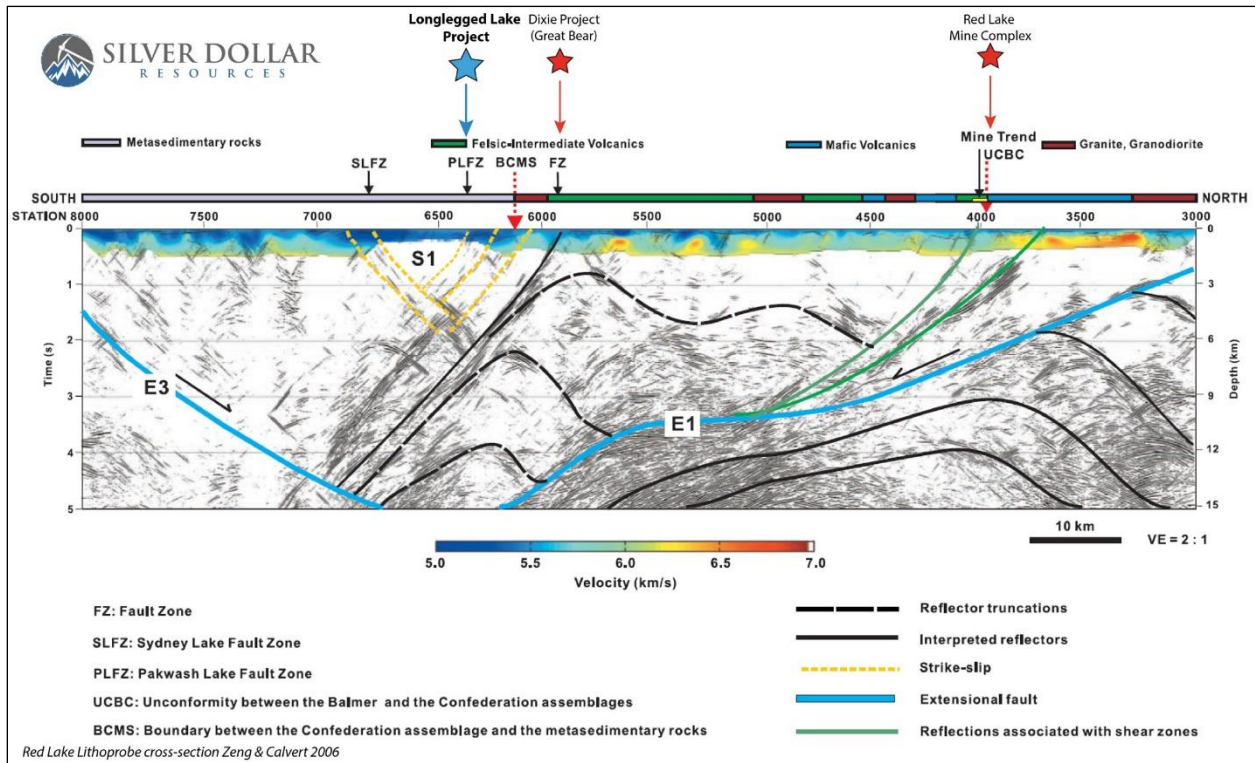 SILVER DOLLAR
RESOURCES
Longlegged Lake
Project
Dixie Project
(Great Bear)
Red Lake
Mine Complex
Metasedimentary rocks
Felsic-Intermediate Volcanics
Mafic Volcanics
Granite, Granodiorite
Mine Trend
SLFZ PLFZ BCMS FZ UCBC
SOUTH NORTH
STATION 8000 7500 7000 6500 6000 5500 5000 4500 4000 3500 3000
0 0
S1
1 3
2 6
Time (s) Depth (km)
E3
3 9
E1
4 12
5 15
10 km
VE = 2 : 1
5.0 5.5 6.0 6.5 7.0
Velocity (km/s)
FZ: Fault Zone
SLFZ: Sydney Lake Fault Zone
PLFZ: Pakwash Lake Fault Zone
UCBC: Unconformity between the Balmer and the Confederation assemblages
BCMS: Boundary between the Confederation assemblage and the metasedimentary rocks
Reflector truncations
Interpreted reflectors
Strike-slip
Extensional fault
Reflections associated with shear zones
Red Lake Lithoprobe cross-section Zeng & Calvert 2006